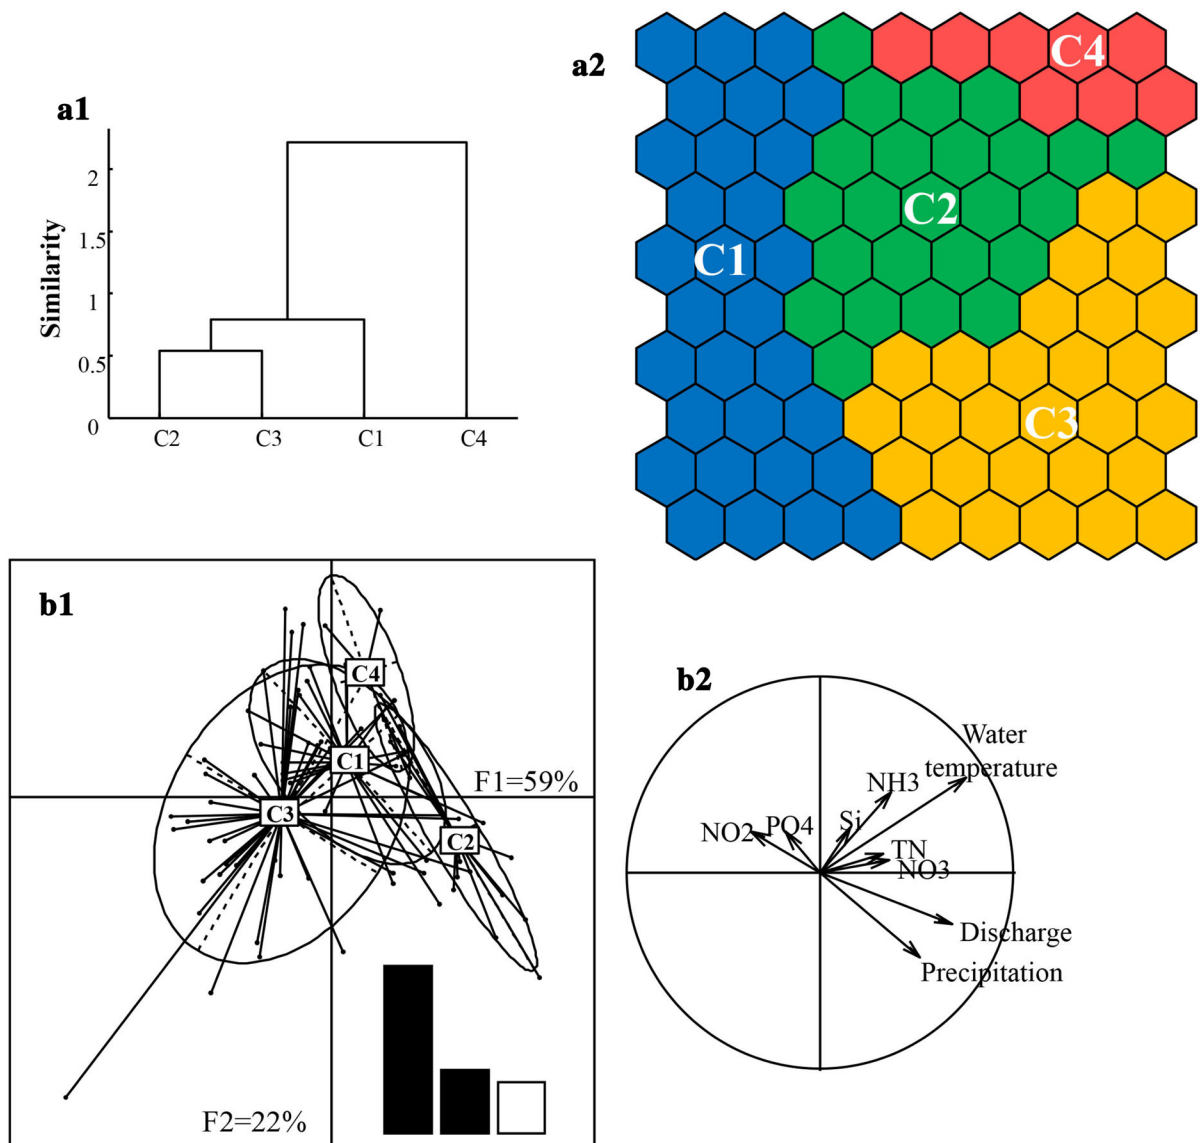 a1
Similarity
2
1.5
1
0.5
0
C2 C3 C1 C4
a2
C4
C2
C1
C3
b1
C4
C1
F1=59%
C3
C2
F2=22%
b2
Water
temperature
NH3
NO2 PO4 Si
TN
NO3
Discharge
Precipitation